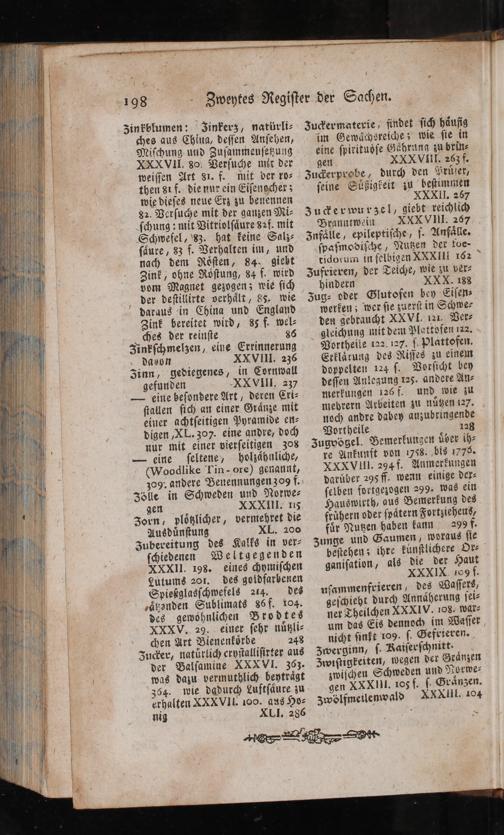 198 Zweytes Register der Sachen.
Zinkblumen: Zinkerz, natürli-
ches aus China, dessen Ansehen,
Mischung und Zusammensetzung
XXXVII. 80. Versuche mit der
weissen Art 81. f. mit der ro-
then 81 f. die nur ein Eisengeher;
wie dieses neue Erz zu benennen
82. Versuche mit der ganzen Mi-
schung: mit Vitriolsäure 82f. mit
Schwefel, 83. hat keine Salz-
säure, 83 f. Verhalten im, und
nach dem Rösten, 84. giebt
Zink, ohne Röstung, 84 f. wird
vom Magnet gezogen; wie sich
der destillirte verhält, 85. wie
daraus in China und England
Zink bereitet wird, 85 f. wel-
ches der reinste 86
Zinkschmelzen, eine Errinnerung
davon XXVIII. 236
Zinn, gediegenes, in Cornwall
gefunden XXVIII. 237
— eine besondere Art, deren Cri-
stallen sich an einer Gränze mit
einer achtseitigen Pyramide en-
digen, XL. 307. eine andre, doch
nur mit einer vierseitigen 308
— eine seltene, holzähnliche,
(Woodlike Tin-ore) genannt,
309. andere Benennungen 309 f.
Zölle in Schweden und Norwe-
gen XXXIII. 115
Zorn, plötzlicher, vermehrt die
Ausdünstung XL. 200
Zubereitung des Kalks in ver-
schiedenen Weltgegenden
XXXII. 198. eines chymischen
Lutums 201. des goldfarbenen
Spießglasschwefels 214. des
ätzenden Sublimats 86 f. 104.
des gewöhnlichen Brodtes
XXXV. 29. einer sehr nützli-
chen Art Bienenkörbe 248
Zucker, natürlich crystallisirter aus
der Balsamine XXXVI. 363.
was dazu vermuthlich beyträgt
364. wie dadurch Luftsäure zu
erhalten XXXVII. 100. aus Ho-
nig XLI. 286
Zuckermaterie, findet sich häufig
im Gewächsreiche; wie sie in
eine spirituöse Gährung zu brin-
gen XXXVIII. 263 f.
Zuckerprobe, durch den Prüfer,
seine Süßigkeit zu bestimmen
XXXII. 267
Zuckerwurzel, giebt reichlich
Branntwein XXXVIII. 267
Zufälle, epileptische, s. Anfälle.
spasmodische, Nutzen der
in selbigen XXXIII 162
Zufrieren, der Teiche, wie zu ver-
hindern XXX. 188
Zug- oder Glutofen bey Eisen-
werken; wer sie zuerst in Schwe-
den gebraucht XXVI. 121. Ver-
gleichung mit dem Plattofen 122.
Vortheile 122. 127. s. Plattofen.
Erklärung des Risses zu einem
doppelten 124 f. Vorsicht bey
dessen Anlegung 125. andere An-
merkungen 126 f. und wie zu
mehrern Arbeiten zu nützen 127.
noch andre dabey anzubringende
Vortheile 128
Zugvögel. Bemerkungen über ih-
re Ankunft von 1758. bis 1776.
XXXVIII. 294 f. Anmerkungen
darüber 295 ff. wenn einige der-
selben fortgezogen 299. was ein
Hauswirth, aus Bemerkung des
frühern oder spätern Fortziehens,
für Nutzen haben kann 299 f.
Zunge und Gaumen, woraus sie
bestehen; ihre künstlichere Or-
ganisation, als die der Haut
XXXIX. 109 f.
usammenfrieren, des Wassers,
geschieht durch Annäherung sei-
ner Theilchen XXXIV. 108. war-
um das Eis dennoch im Wasser
nicht sinkt 109. s. Gefrieren.
Zwerginn, s. Kaiserschnitt.
Zwistigkeiten, wegen der Gränzen
zwischen Schweden und Norwe-
gen XXXIII. 105 f. s. Gränzen.
Zwölfmeilenwald XXXIII. 104